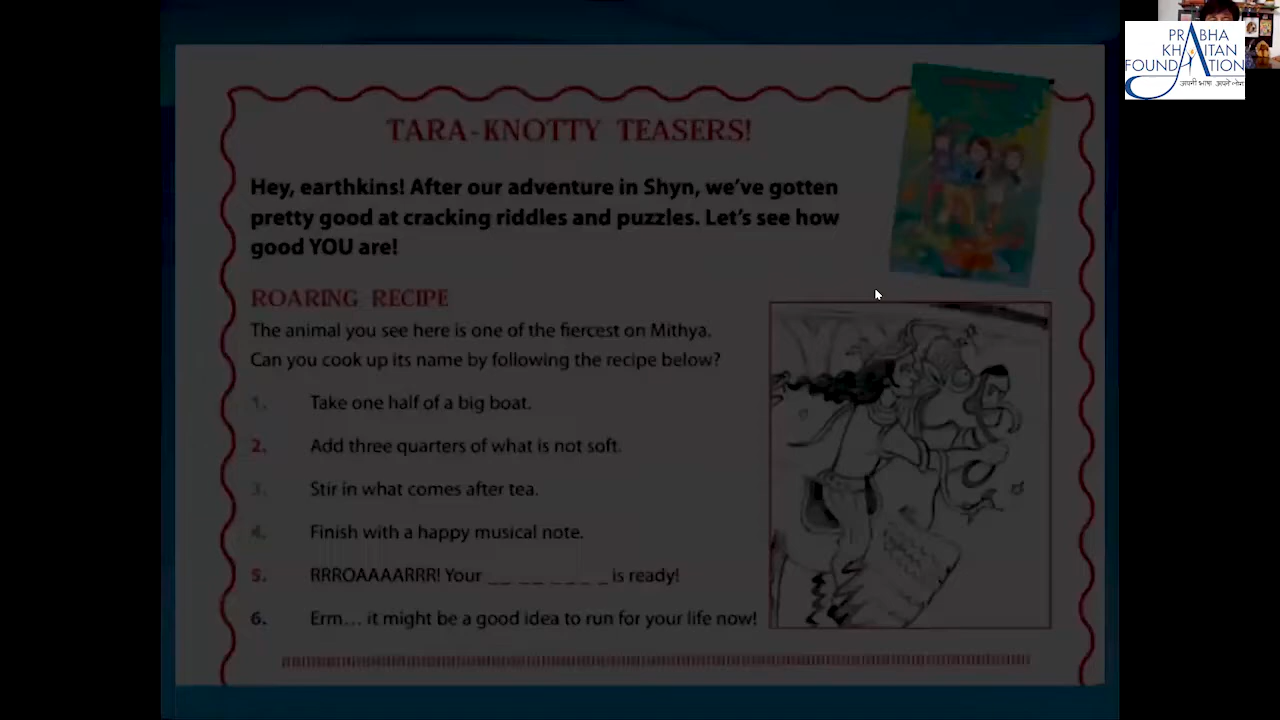 PRABHA
KHAITAN
FOUNDATION
अपनी भाषा अपने लोग
TARA-KNOTTY TEASERS!
Hey, earthkins! After our adventure in Shyn, we've gotten
pretty good at cracking riddles and puzzles. Let's see how
good YOU are!
ROARING RECIPE
The animal you see here is one of the fiercest on Mithya.
Can you cook up its name by following the recipe below?
1. Take one half of a big boat.
2. Add three quarters of what is not soft.
3. Stir in what comes after tea.
4. Finish with a happy musical note.
5. RRROAAAARRR! Your _ _ _ _ _ _ _ is ready!
6. Erm... it might be a good idea to run for your life now!